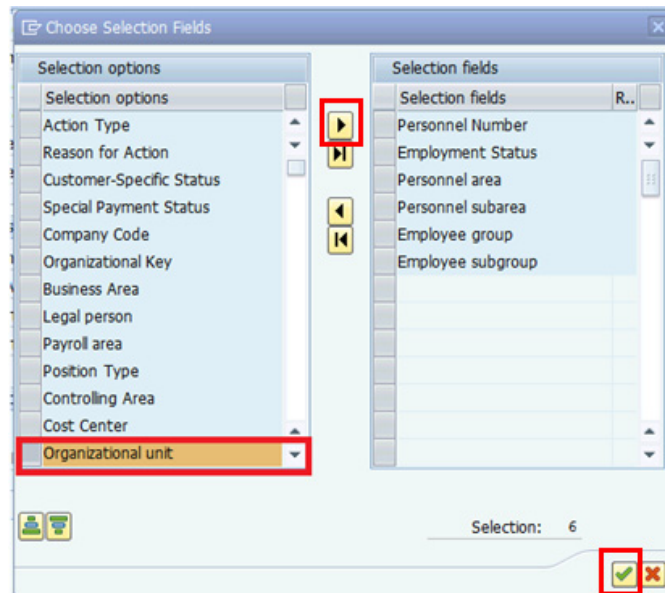 Choose Selection Fields
Selection options
Selection options
Action Type
Reason for Action
Customer-Specific Status
Special Payment Status
Company Code
Organizational Key
Business Area
Legal person
Payroll area
Position Type
Controlling Area
Cost Center
Organizational unit
Selection fields
Selection fields R..
Personnel Number
Employment Status
Personnel area
Personnel subarea
Employee group
Employee subgroup
Selection: 6